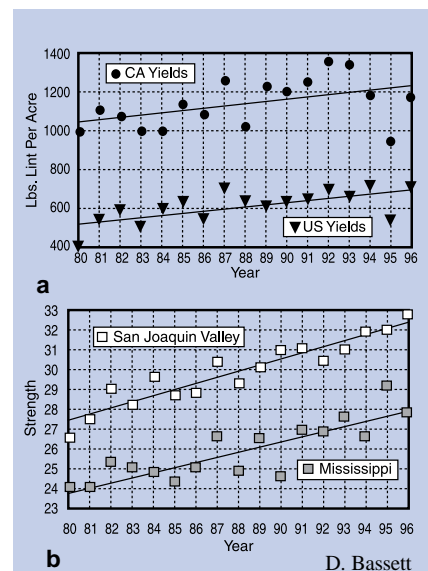 1400
CA Yields
1200
1000
Lbs. Lint Per Acre
800
600
US Yields
400
80 81 82 83 84 85 86 87 88 89 90 91 92 93 94 95 96
Year
a
33
32
San Joaquin Valley
31
30
29
Strength
28
27
26
25
Mississippi
24
23
80 81 82 83 84 85 86 87 88 89 90 91 92 93 94 95 96
Year
b
D. Bassett